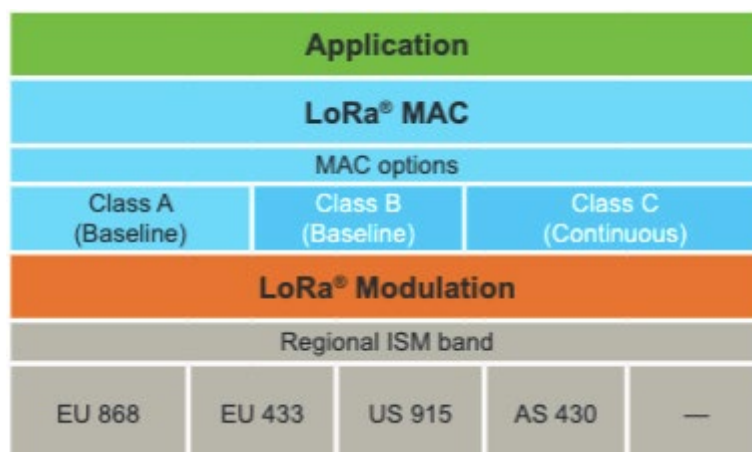 Application
LoRa® MAC
MAC options
Class A
(Baseline)
Class B
(Baseline)
Class C
(Continuous)
LoRa® Modulation
Regional ISM band
EU 868
EU 433
US 915
AS 430
—